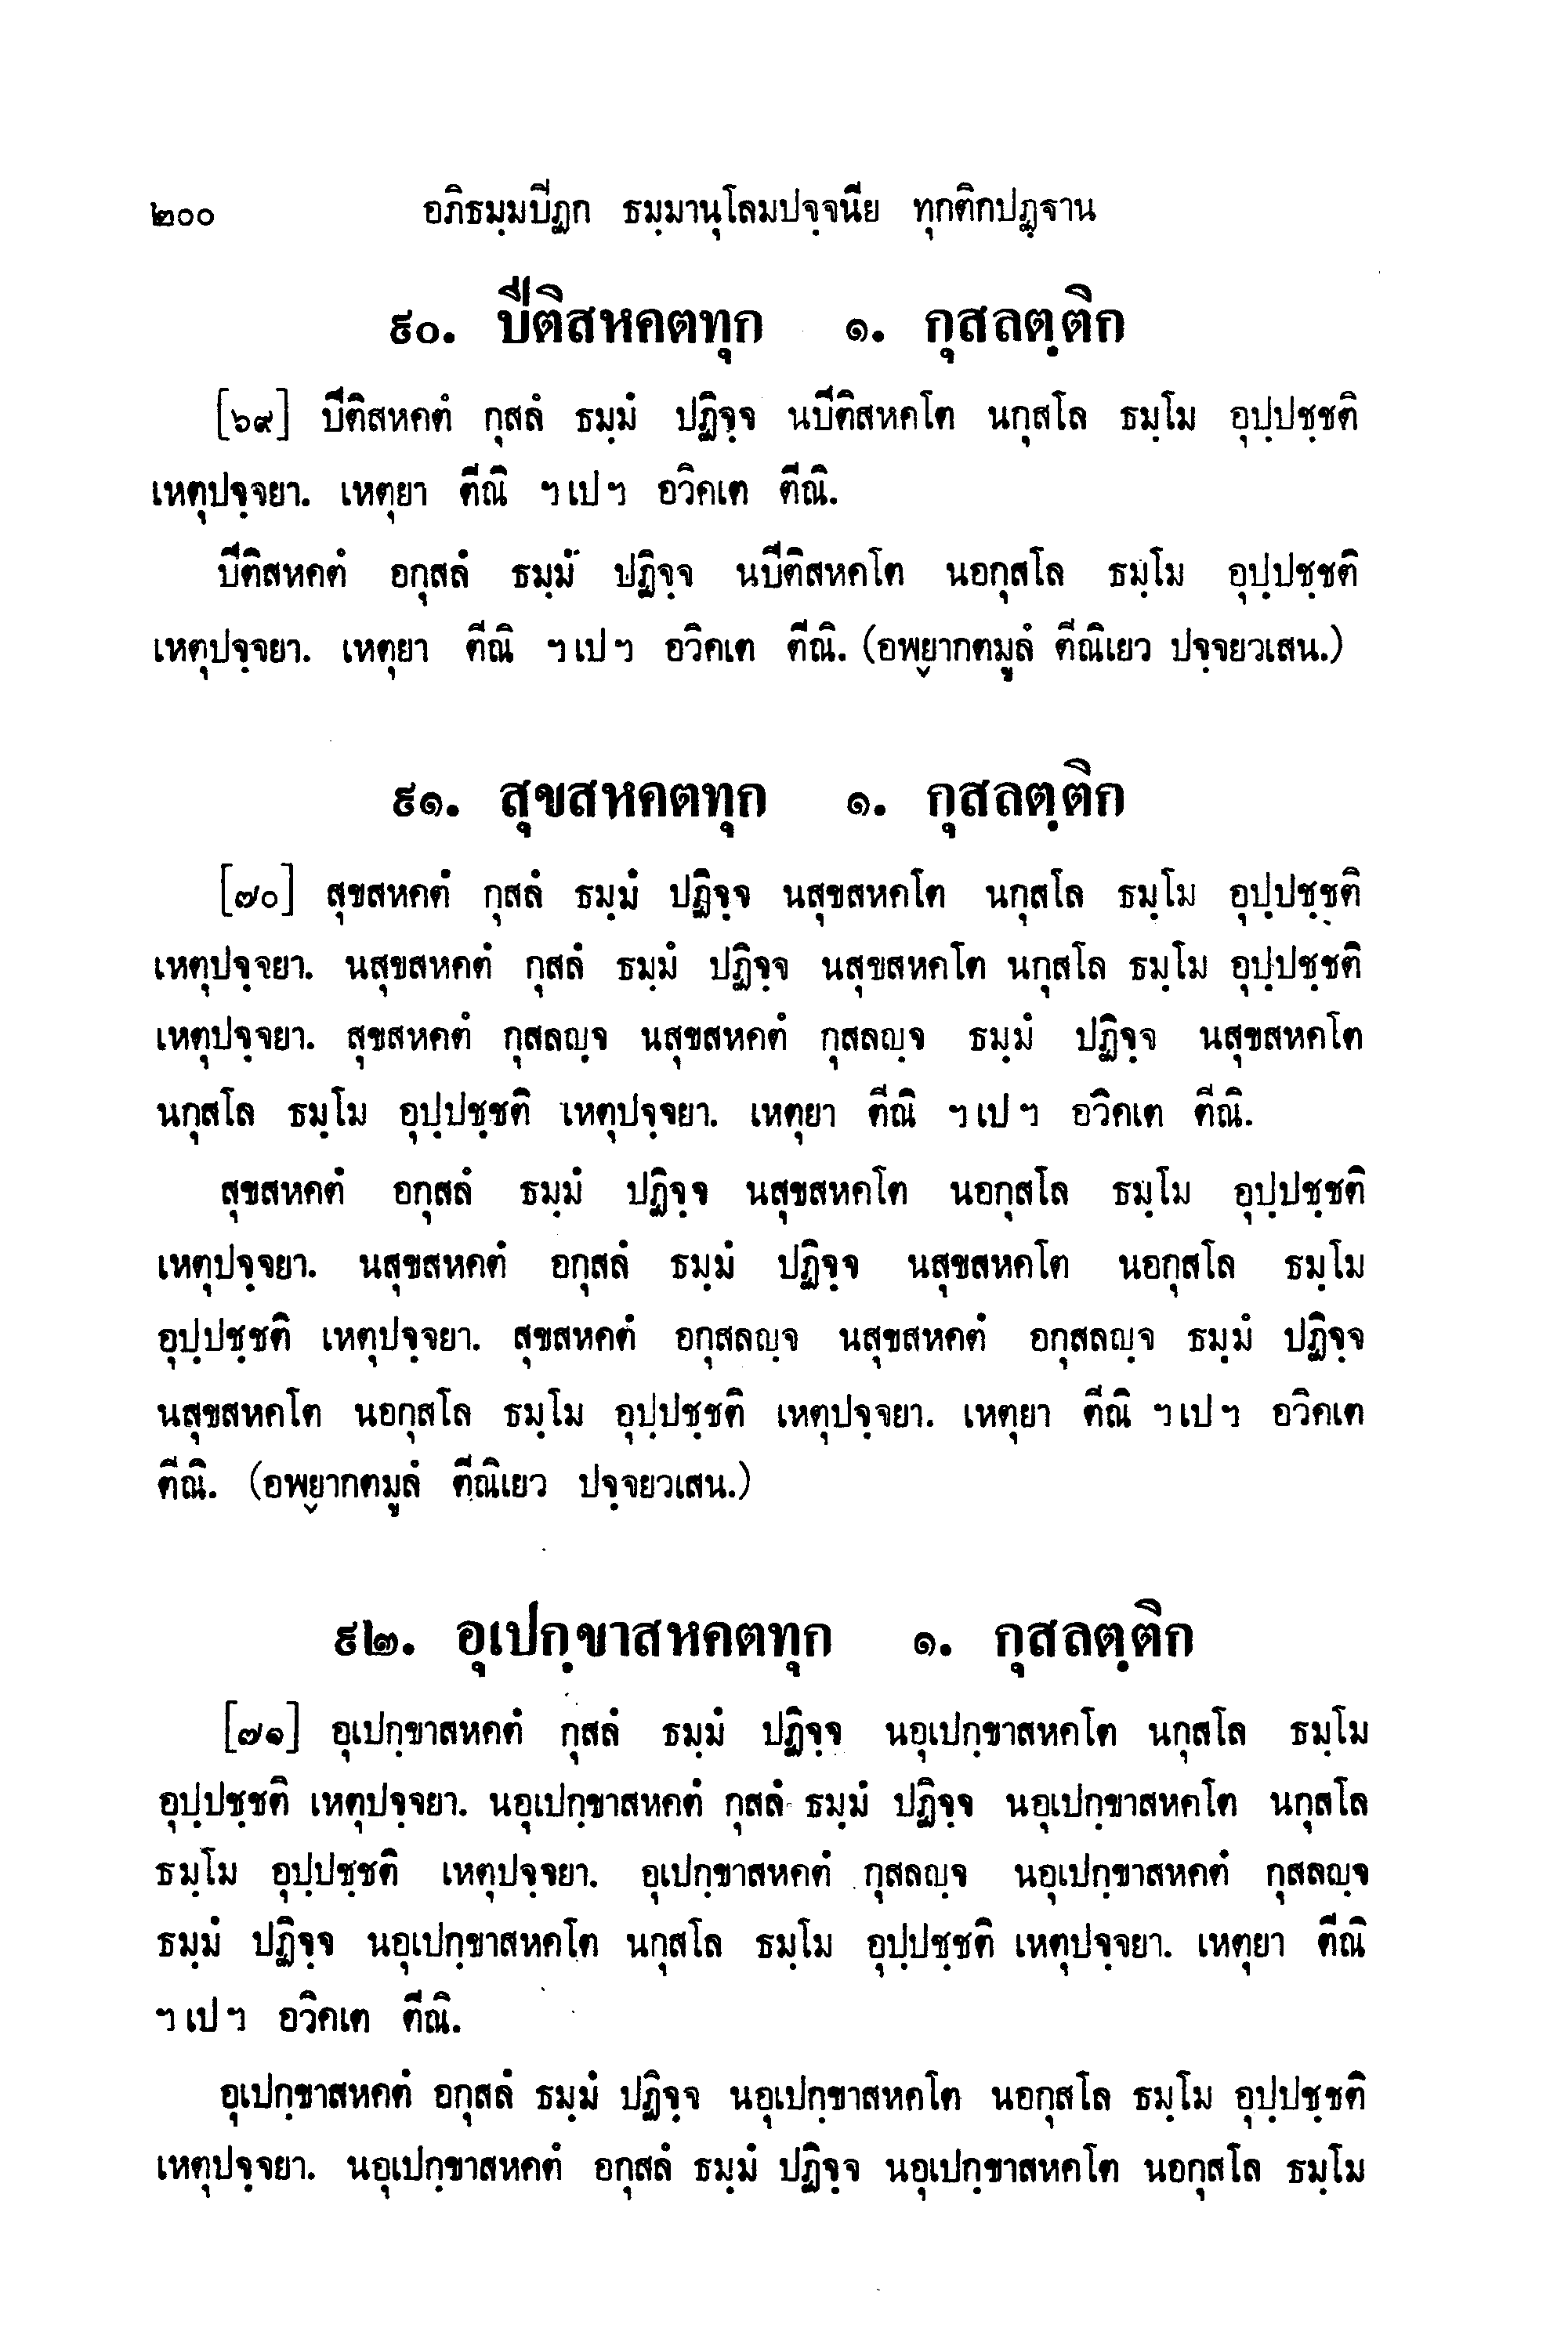 ๒๐๐ อภิธมฺมปีฏก ธมฺมานุโลมปจฺจนีย ทุกติกปฏฺฐาน
๙๐. ปีติสหคตทุก ๑. กุสลตฺติก
[๖๙] ปีติสหคตํ กุสลํ ธมฺมํ ปฏิจฺจ นปีติสหคโต นกุสโล ธมฺโม อุปฺปชฺชติ
เหตุปจฺจยา. เหตุยา ตีณิ ฯเปฯ อวิคเต ตีณิ.
ปีติสหคตํ อกุสลํ ธมฺมํ ปฏิจฺจ นปีติสหคโต นอกุสโล ธมฺโม อุปฺปชฺชติ
เหตุปจฺจยา. เหตุยา ตีณิ ฯเปฯ อวิคเต ตีณิ. (อพฺยากตมูลํ ตีณิเยว ปจฺจยวเสน.)
๙๑. สุขสหคตทุก ๑. กุสลตฺติก
[๗๐] สุขสหคตํ กุสลํ ธมฺมํ ปฏิจฺจ นสุขสหคโต นกุสโล ธมฺโม อุปฺปชฺชติ
เหตุปจฺจยา. นสุขสหคตํ กุสลํ ธมฺมํ ปฏิจฺจ นสุขสหคโต นกุสโล ธมฺโม อุปฺปชฺชติ
เหตุปจฺจยา. สุขสหคตํ กุสลญฺจ นสุขสหคตํ กุสลญฺจ ธมฺมํ ปฏิจฺจ นสุขสหคโต
นกุสโล ธมฺโม อุปฺปชฺชติ เหตุปจฺจยา. เหตุยา ตีณิ ฯเปฯ อวิคเต ตีณิ.
สุขสหคตํ อกุสลํ ธมฺมํ ปฏิจฺจ นสุขสหคโต นอกุสโล ธมฺโม อุปฺปชฺชติ
เหตุปจฺจยา. นสุขสหคตํ อกุสลํ ธมฺมํ ปฏิจฺจ นสุขสหคโต นอกุสโล ธมฺโม
อุปฺปชฺชติ เหตุปจฺจยา. สุขสหคตํ อกุสลญฺจ นสุขสหคตํ อกุสลญฺจ ธมฺมํ ปฏิจฺจ
นสุขสหคโต นอกุสโล ธมฺโม อุปฺปชฺชติ เหตุปจฺจยา. เหตุยา ตีณิ ฯเปฯ อวิคเต
ตีณิ. (อพฺยากตมูลํ ตีณิเยว ปจฺจยวเสน.)
๙๒. อุเปกฺขาสหคตทุก ๑. กุสลตฺติก
[๗๑] อุเปกฺขาสหคตํ กุสลํ ธมฺมํ ปฏิจฺจ นอุเปกฺขาสหคโต นกุสโล ธมฺโม
อุปฺปชฺชติ เหตุปจฺจยา. นอุเปกฺขาสหคตํ กุสลํ ธมฺมํ ปฏิจฺจ นอุเปกฺขาสหคโต นกุสโล
ธมฺโม อุปฺปชฺชติ เหตุปจฺจยา. อุเปกฺขาสหคตํ กุสลญฺจ นอุเปกฺขาสหคตํ กุสลญฺจ
ธมฺมํ ปฏิจฺจ นอุเปกฺขาสหคโต นกุสโล ธมฺโม อุปฺปชฺชติ เหตุปจฺจยา. เหตุยา ตีณิ
ฯเปฯ อวิคเต ตีณิ.
อุเปกฺขาสหคตํ อกุสลํ ธมฺมํ ปฏิจฺจ นอุเปกฺขาสหคโต นอกุสโล ธมฺโม อุปฺปชฺชติ
เหตุปจฺจยา. นอุเปกฺขาสหคตํ อกุสลํ ธมฺมํ ปฏิจฺจ นอุเปกฺขาสหคโต นอกุสโล ธมฺโม